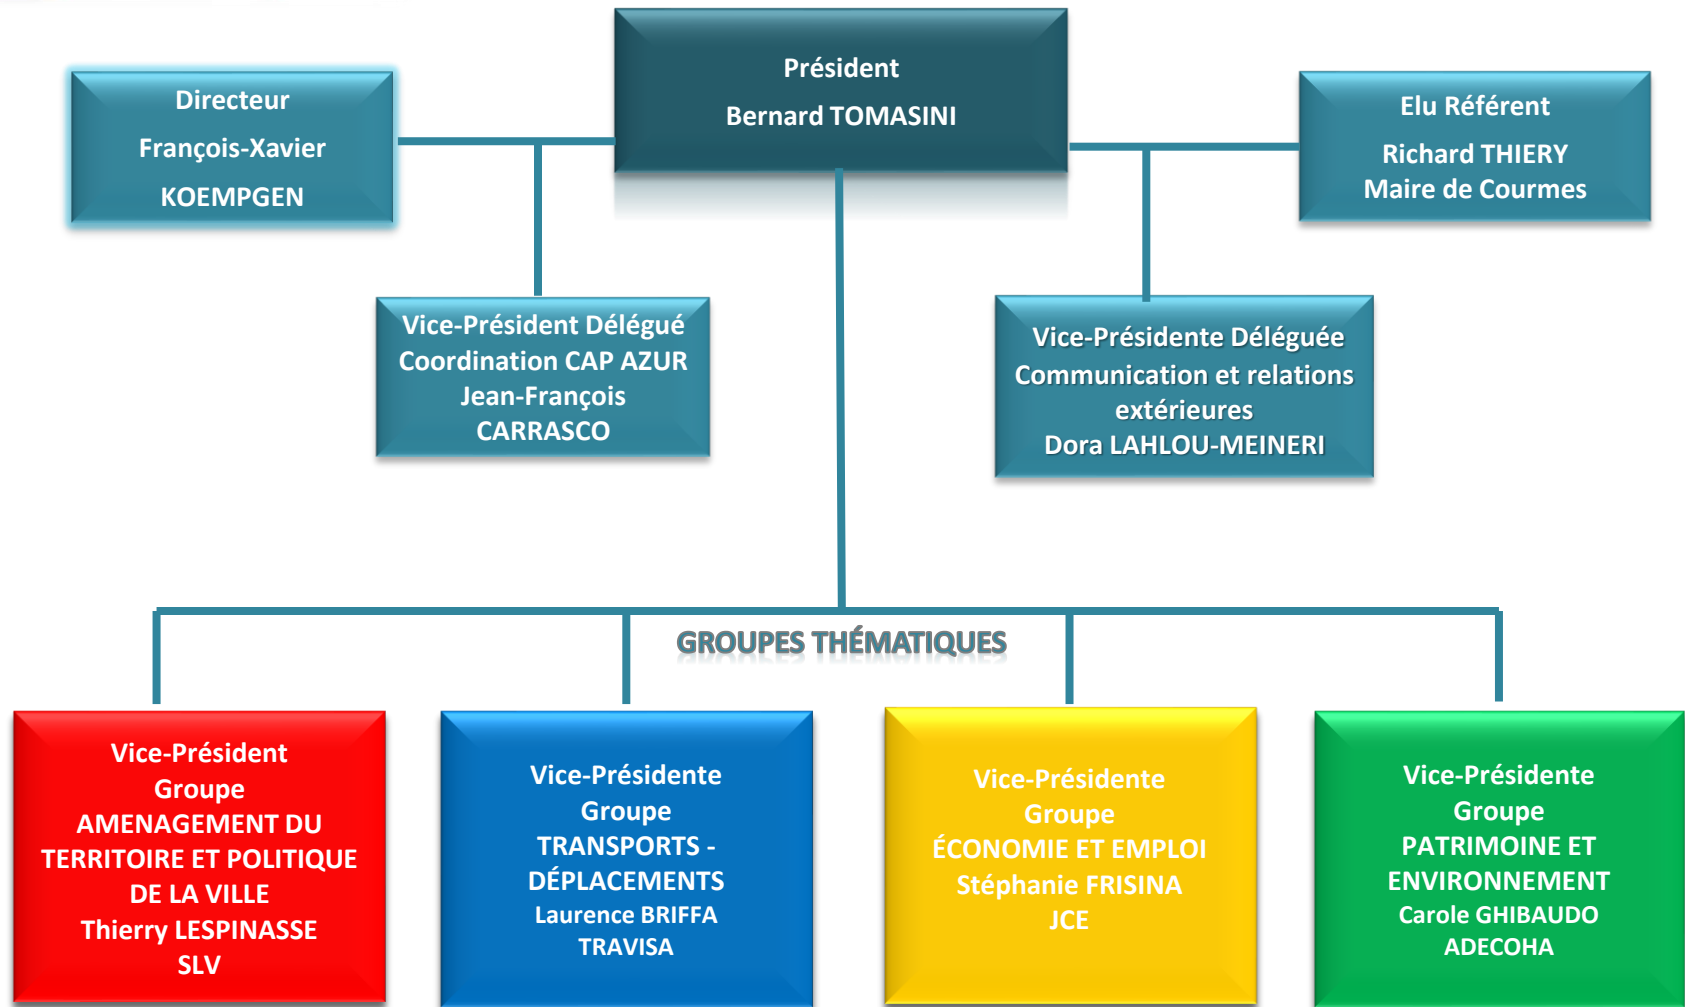 Président
Bernard TOMASINI
Directeur
François-Xavier
KOEMPGEN
Elu Référent
Richard THIERY
Maire de Courmes
Vice-Président Délégué
Coordination CAP AZUR
Jean-François
CARRASCO
Vice-Présidente Déléguée
Communication et relations
extérieures
Dora LAHLOU-MEINERI
GROUPES THÉMATIQUES
Vice-Président
Groupe
AMENAGEMENT DU
TERRITOIRE ET POLITIQUE
DE LA VILLE
Thierry LESPINASSE
SLV
Vice-Présidente
Groupe
TRANSPORTS -
DÉPLACEMENTS
Laurence BRIFFA
TRAVISA
Vice-Présidente
Groupe
ÉCONOMIE ET EMPLOI
Stéphanie FRISINA
JCE
Vice-Présidente
Groupe
PATRIMOINE ET
ENVIRONNEMENT
Carole GHIBAUDO
ADECOHA